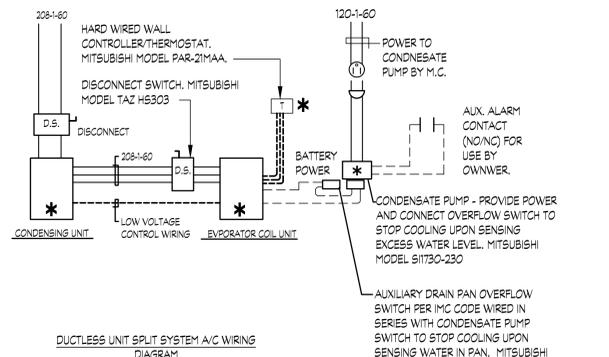 208-1-60
120-1-60
HARD WIRED WALL
CONTROLLER/THERMOSTAT.
MITSUBISHI MODEL PAR-21MAA.
POWER TO
CONDNESATE
PUMP BY M.C.
DISCONNECT SWITCH. MITSUBISHI
MODEL TAZ HS303
T
AUX. ALARM
CONTACT
(NO/NC) FOR
USE BY
OWNWER.
D.S.
DISCONNECT
208-1-60
D.S.
BATTERY
POWER
LOW VOLTAGE
CONTROL WIRING
CONDENSING UNIT
EVPORATOR COIL UNIT
CONDENSATE PUMP - PROVIDE POWER
AND CONNECT OVERFLOW SWITCH TO
STOP COOLING UPON SENSING
EXCESS WATER LEVEL. MITSUBISHI
MODEL SI1730-230
AUXILIARY DRAIN PAN OVERFLOW
SWITCH PER IMC CODE WIRED IN
SERIES WITH CONDENSATE PUMP
SWITCH TO STOP COOLING UPON
SENSING WATER IN PAN. MITSUBISHI
DUCTLESS UNIT SPLIT SYSTEM A/C WIRING
DIAGRAM